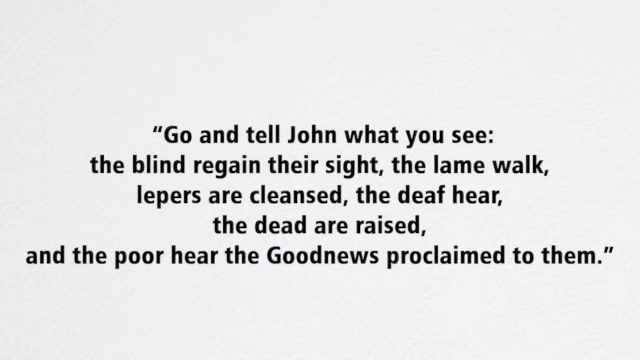 “Go and tell John what you see:
the blind regain their sight, the lame walk,
lepers are cleansed, the deaf hear,
the dead are raised,
and the poor hear the Goodnews proclaimed to them.”